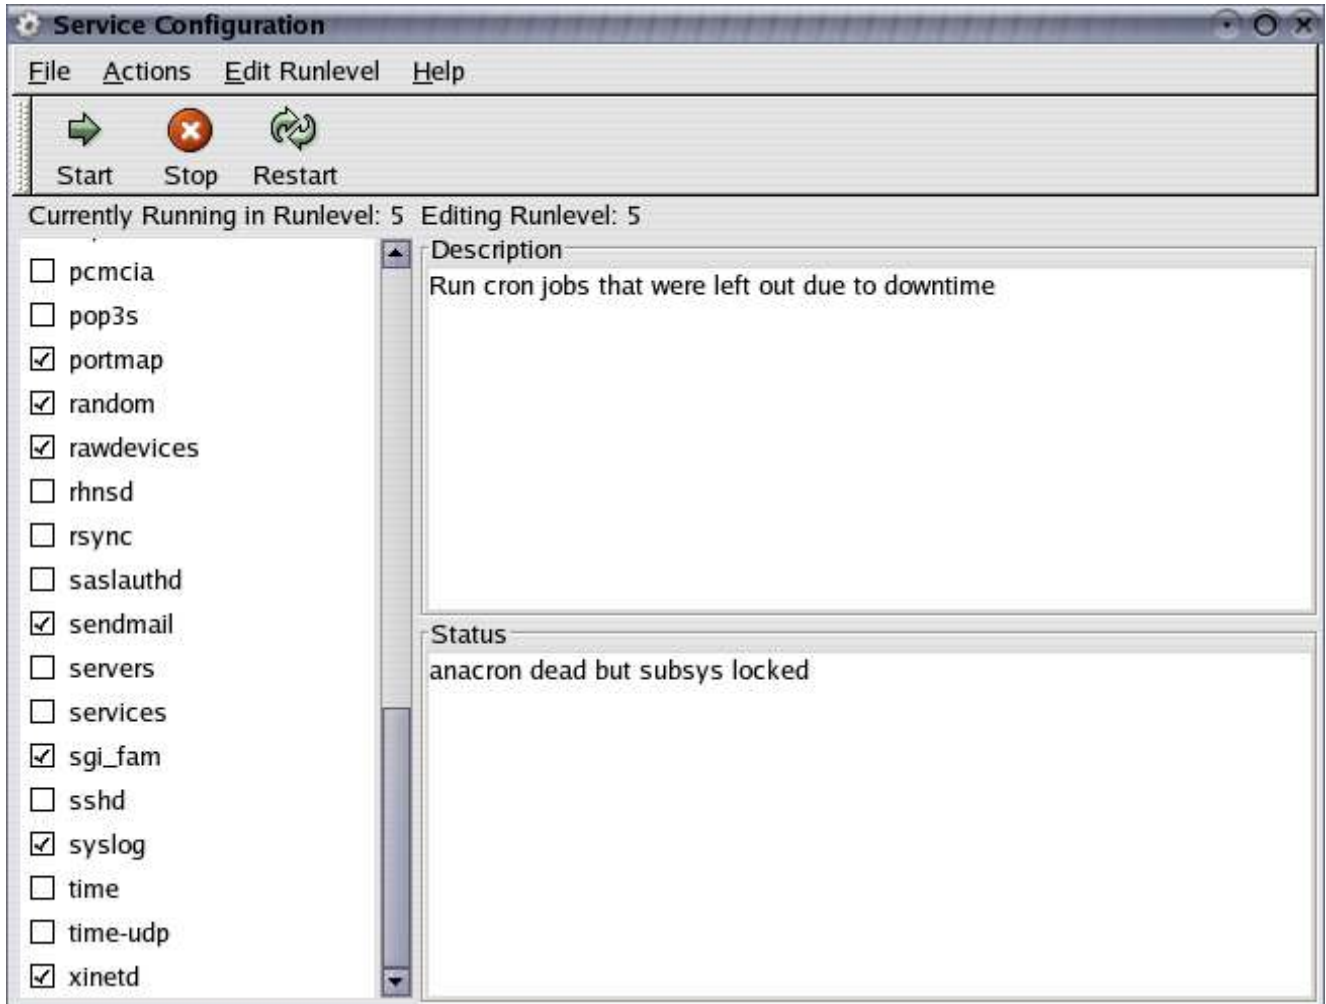 Service Configuration
File Actions Edit Runlevel Help
Start Stop Restart
Currently Running in Runlevel: 5 Editing Runlevel: 5
pcmcia
pop3s
portmap
random
rawdevices
rhnsd
rsync
saslauthd
sendmail
servers
services
sgi_fam
sshd
syslog
time
time-udp
xinetd
Description
Run cron jobs that were left out due to downtime
Status
anacron dead but subsys locked